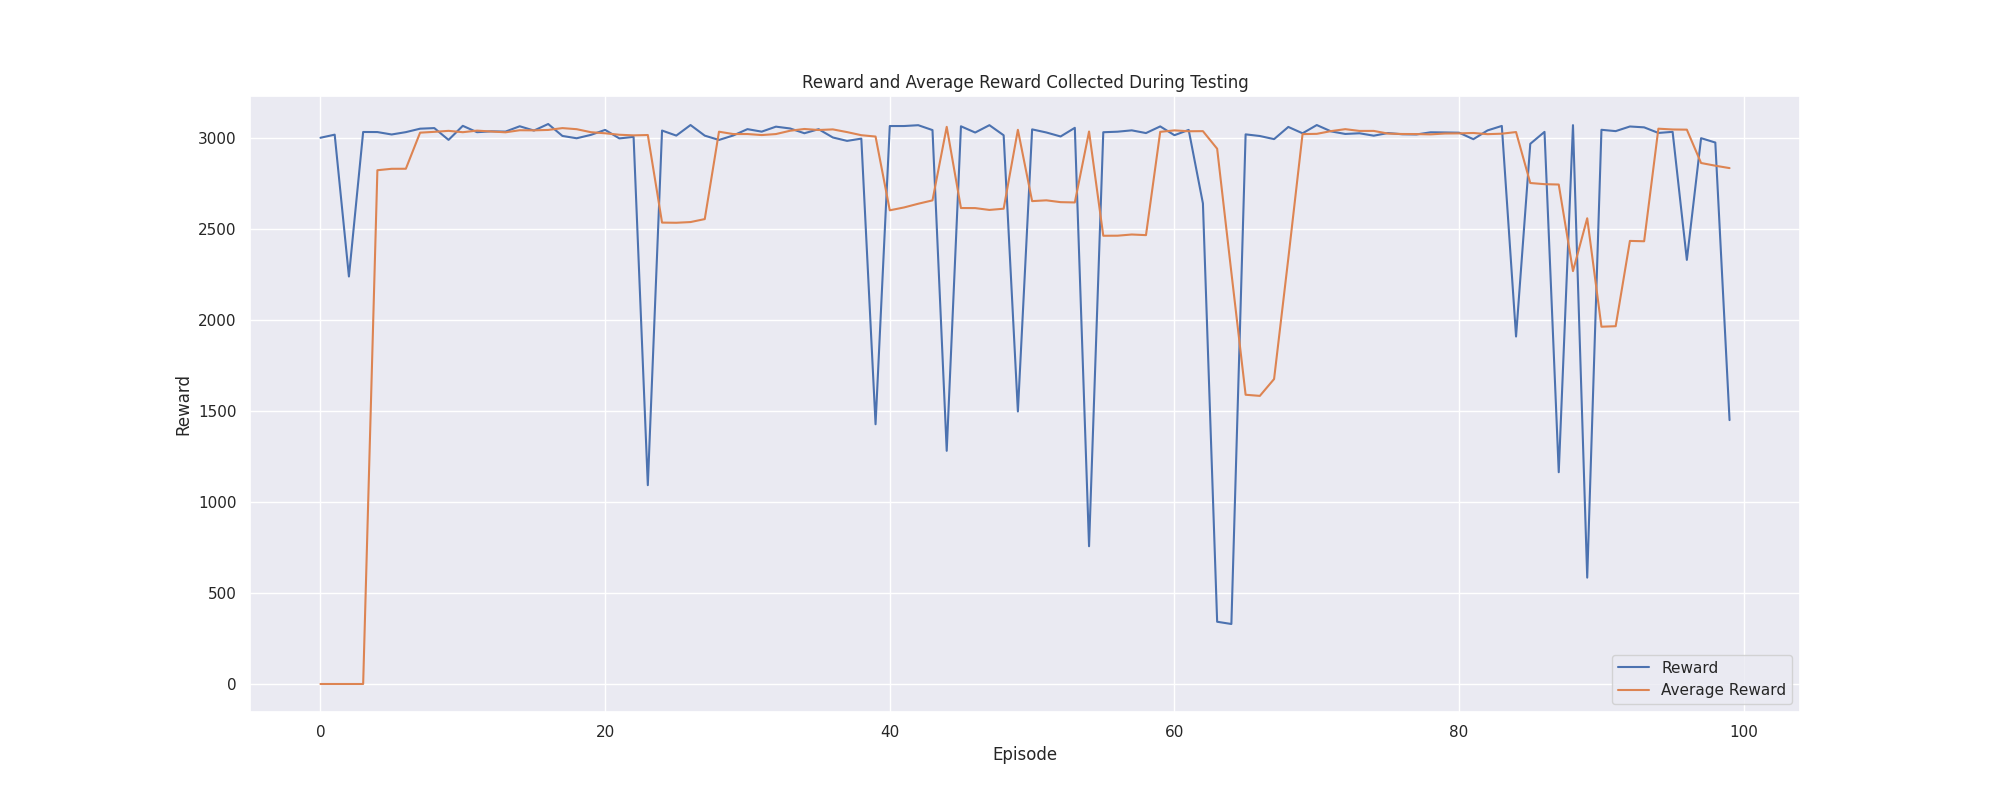 Reward and Average Reward Collected During Testing
3000
2500
2000
1500
1000
500
0
Reward
0 20 40 60 80 100
Episode
Reward
Average Reward